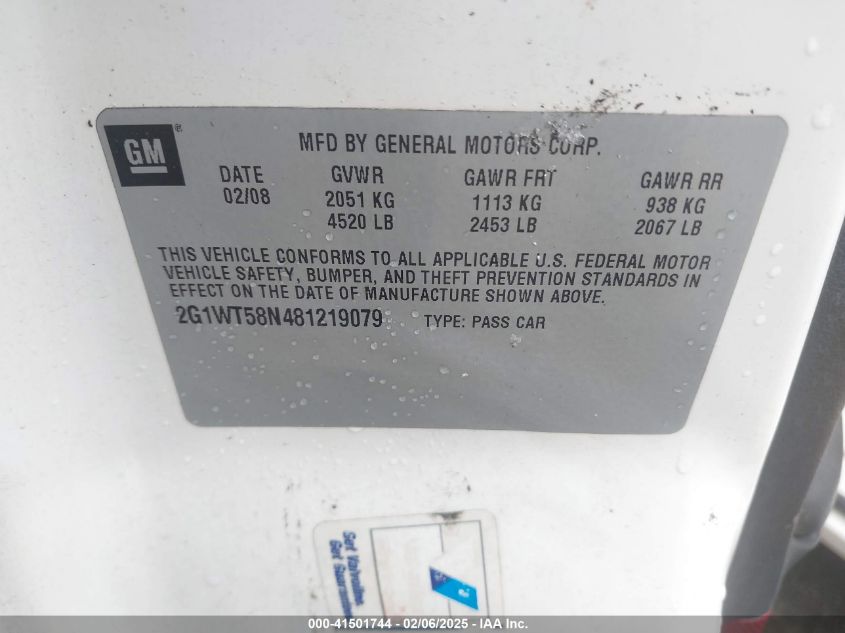 GM
MFD BY GENERAL MOTORS CORP.
DATE GVWR GAWR FRT GAWR RR
02/08 2051 KG 1113 KG 938 KG
4520 LB 2453 LB 2067 LB
THIS VEHICLE CONFORMS TO ALL APPLICABLE U.S. FEDERAL MOTOR
VEHICLE SAFETY, BUMPER, AND THEFT PREVENTION STANDARDS IN
EFFECT ON THE DATE OF MANUFACTURE SHOWN ABOVE.
2G1WT58N481219079 TYPE: PASS CAR
Get
000-41501744 - 02/06/2025 - IAA Inc.